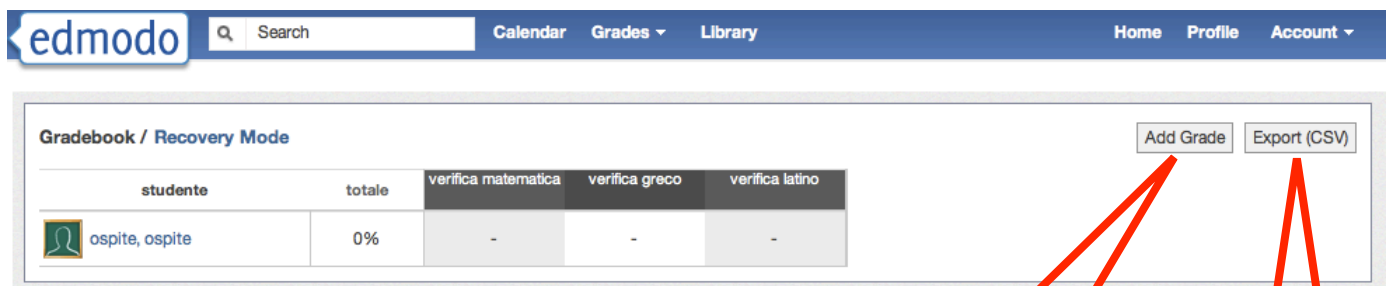 edmodo Search Calendar Grades Library Home Profile Account
Gradebook / Recovery Mode Add Grade Export (CSV)
studente totale verifica matematica verifica greco verifica latino
ospite, ospite 0% - - -